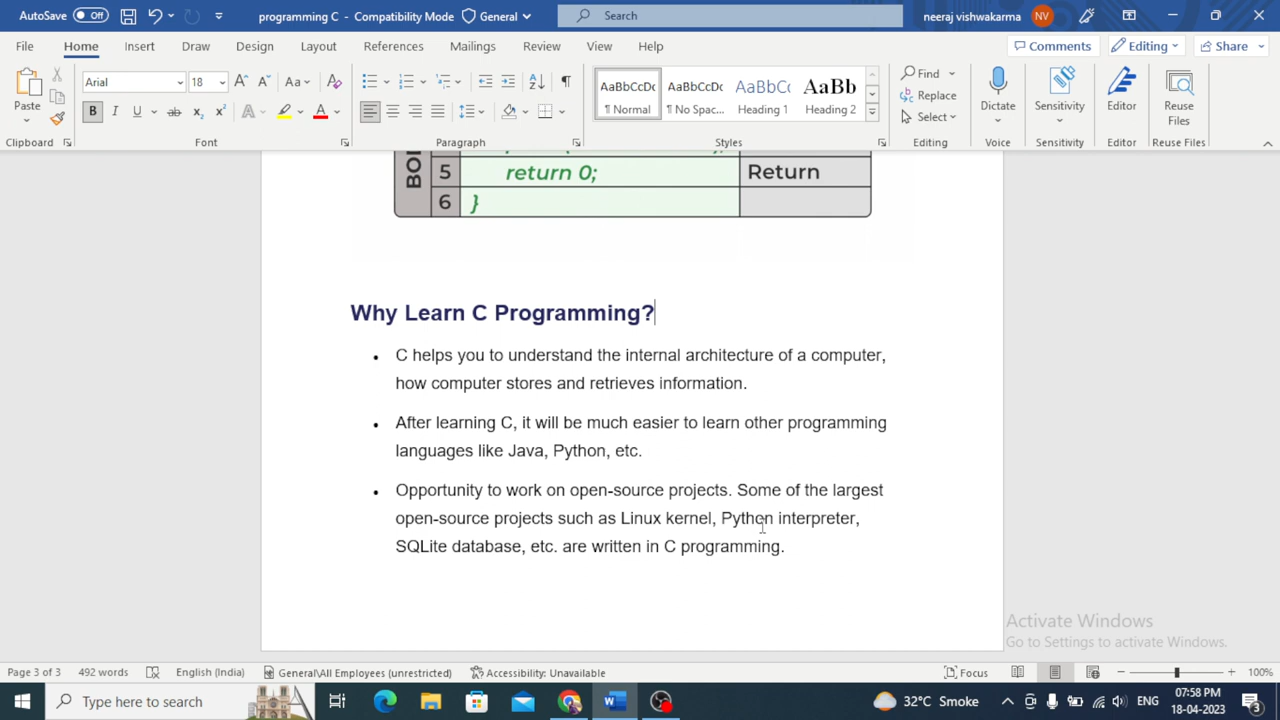 AutoSave Off programming C - Compatibility Mode General Search neeraj vishwakarma NV
File Home Insert Draw Design Layout References Mailings Review View Help Comments Editing Share
Paste Arial 18 Aa AaBbCcDc AaBbCcDc AaBbCc AaBb Find Dictate Sensitivity Editor Reuse Files
B I U ab x₂ x² A A Normal No Spac... Heading 1 Heading 2 Replace
Select
Clipboard Font Paragraph Styles Editing Voice Sensitivity Editor Reuse Files
5 return 0; Return
6 }
Why Learn C Programming?
• C helps you to understand the internal architecture of a computer,
how computer stores and retrieves information.
• After learning C, it will be much easier to learn other programming
languages like Java, Python, etc.
• Opportunity to work on open-source projects. Some of the largest
open-source projects such as Linux kernel, Python interpreter,
SQLite database, etc. are written in C programming.
Activate Windows
Go to Settings to activate Windows.
Page 3 of 3 492 words English (India) General\All Employees (unrestricted) Accessibility: Unavailable Focus 100%
Type here to search 32°C Smoke ENG 07:58 PM
18-04-2023 3